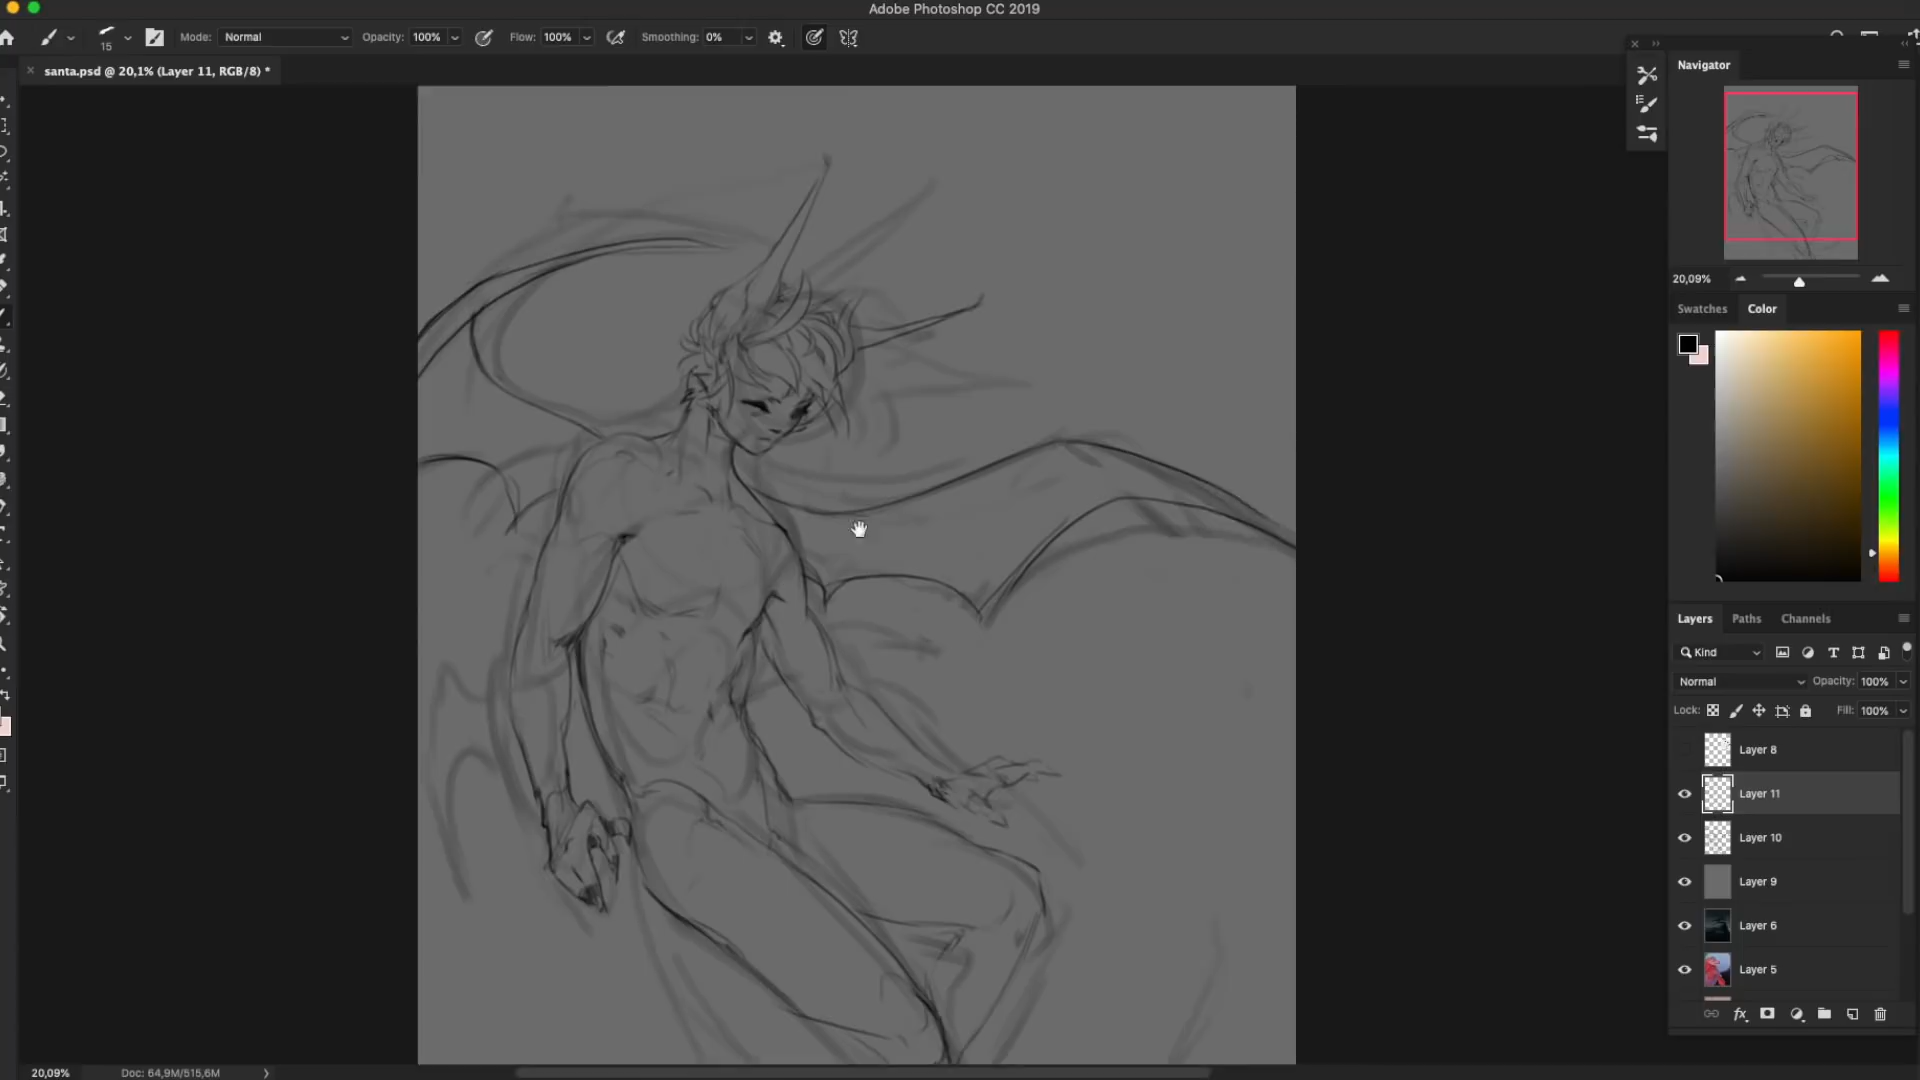 Adobe Photoshop CC 2019
15
Mode: Normal Opacity: 100% Flow: 100% Smoothing: 0%
santa.psd @ 20,1% (Layer 11, RGB/8) *
Navigator
20,09%
Swatches Color
Layers Paths Channels
Kind
Normal Opacity: 100%
Lock: Fill: 100%
Layer 8
Layer 11
Layer 10
Layer 9
Layer 6
Layer 5
fx
20,09% Doc: 64,9M/515,6M